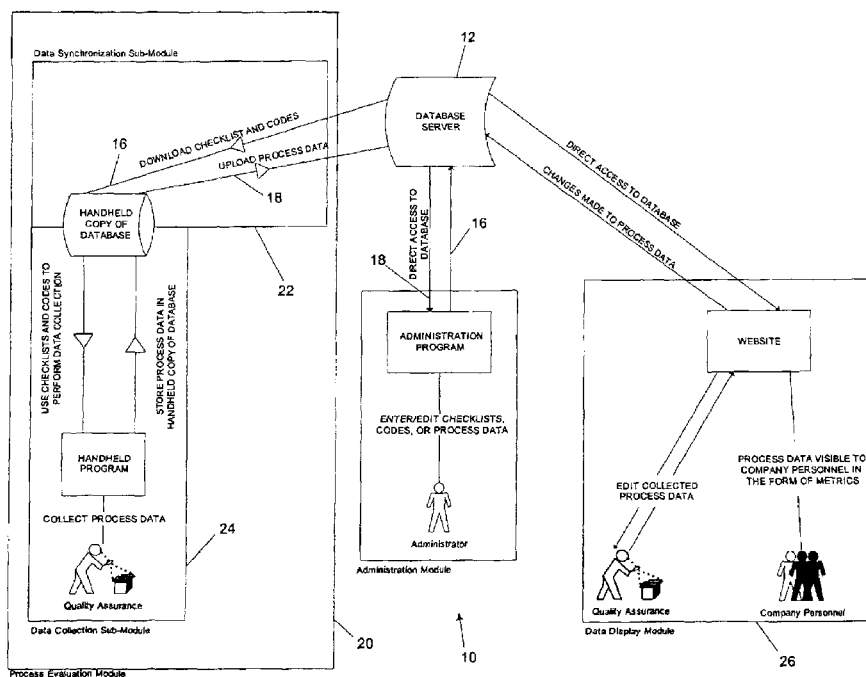 Data Synchronization Sub-Module
12
DATABASE
SERVER
16
DOWNLOAD CHECKLIST AND CODES
UPLOAD PROCESS DATA
18
HANDHELD
COPY OF
DATABASE
22
DIRECT ACCESS TO
DATABASE
16
18
DIRECT ACCESS TO DATABASE
CHANGES MADE TO PROCESS DATA
USE CHECKLISTS AND CODES TO
PERFORM DATA COLLECTION
STORE PROCESS DATA IN
HANDHELD COPY OF DATABASE
ADMINISTRATION
PROGRAM
WEBSITE
HANDHELD
PROGRAM
ENTER/EDIT CHECKLISTS,
CODES, OR PROCESS DATA
EDIT COLLECTED
PROCESS DATA
PROCESS DATA VISIBLE TO
COMPANY PERSONNEL IN
THE FORM OF METRICS
COLLECT PROCESS DATA
24
Administrator
Administration Module
Quality Assurance
Data Collection Sub-Module
20
10
Quality Assurance
Company Personnel
Data Display Module
26
Process Evaluation Module